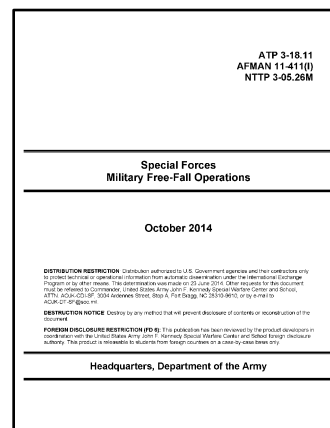 ATP 3-18.11
AFMAN 11-411(I)
NTTP 3-05.26M
Special Forces
Military Free-Fall Operations
October 2014
DISTRIBUTION RESTRICTION: Distribution authorized to U.S. Government agencies and their contractors only
to protect technical or operational information from automatic dissemination under the International Exchange
Program or by other means. This determination was made on 23 June 2014. Other requests for this document
must be referred to Commander, United States Army John F. Kennedy Special Warfare Center and School,
ATTN: AOJK-CDI-SF, 3004 Ardennes Street, Stop A, Fort Bragg, NC 28310-9610, or by e-mail to
AOJK-DT-SF@soc.mil.
DESTRUCTION NOTICE: Destroy by any method that will prevent disclosure of contents or reconstruction of the
document.
FOREIGN DISCLOSURE RESTRICTION (FD 6): This publication has been reviewed by the product developers in
coordination with the United States Army John F. Kennedy Special Warfare Center and School foreign disclosure
authority. This product is releasable to students from foreign countries on a case-by-case basis only.
Headquarters, Department of the Army